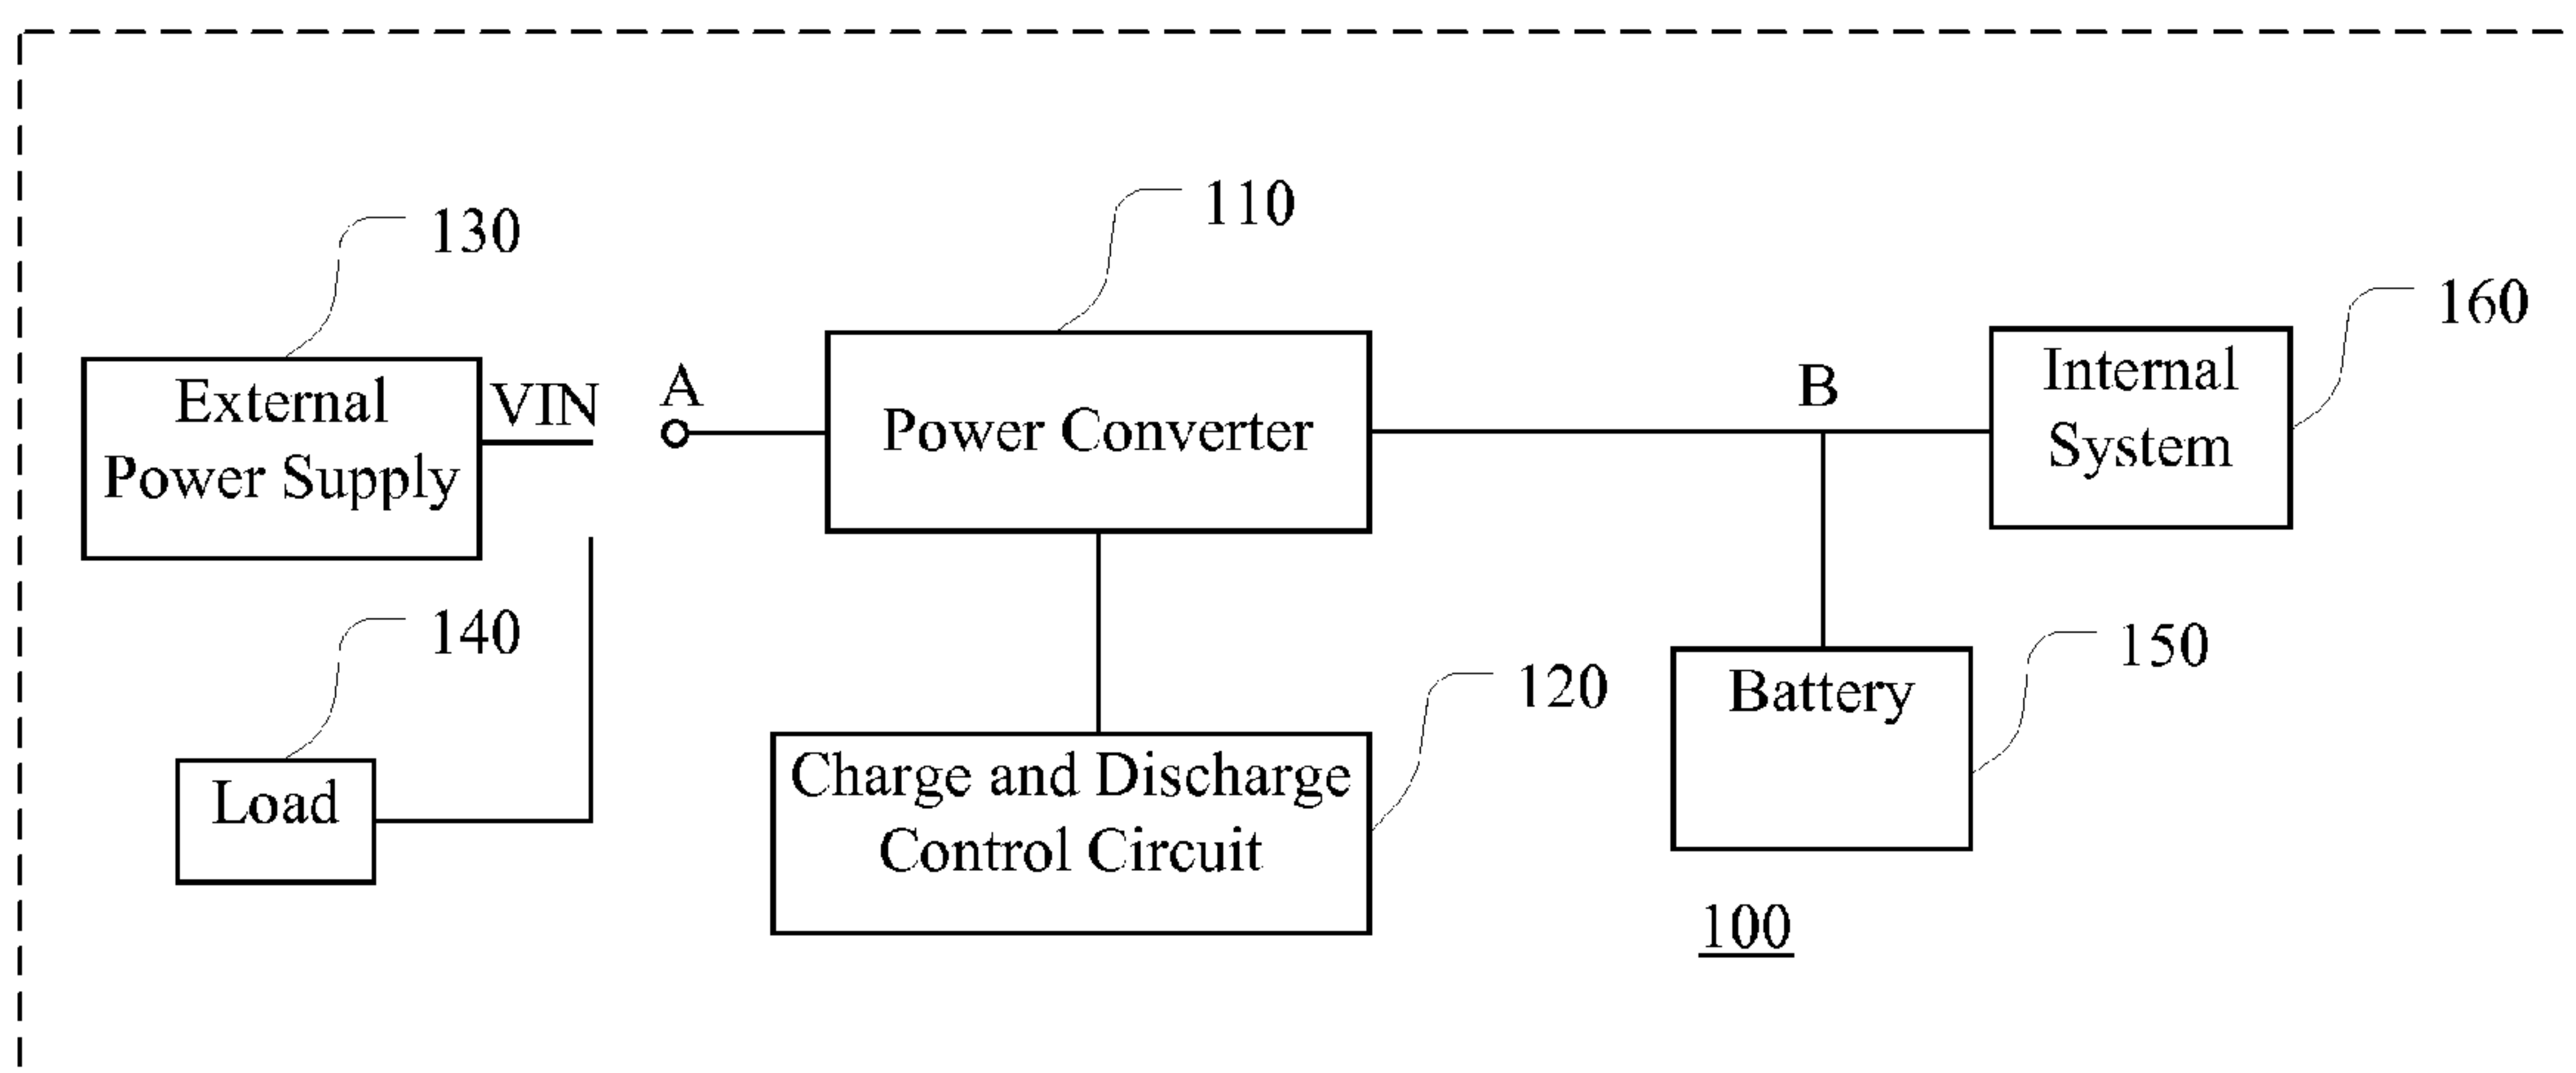 110
130
160
External
Power Supply
VIN
A
Power Converter
B
Internal
System
140
150
120
Battery
Load
Charge and Discharge
Control Circuit
100